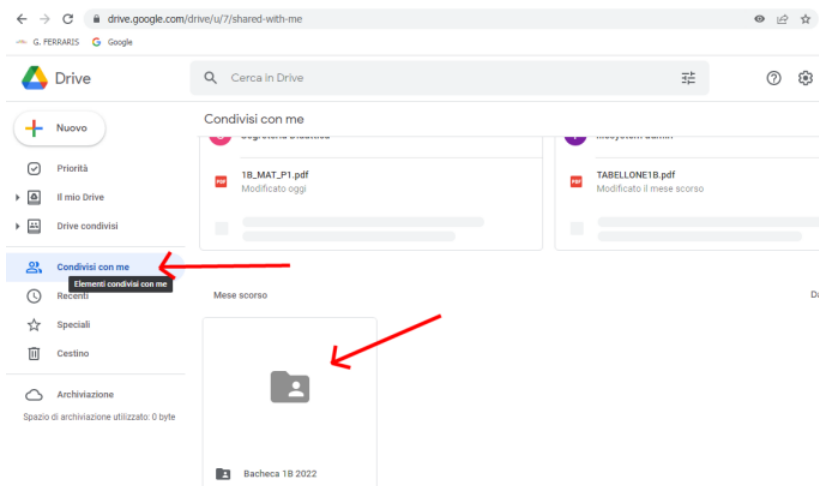 drive.google.com/drive/u/7/shared-with-me
G. FERRARIS Google
Drive
Cerca in Drive
Nuovo
Condividi con me
Priorità
1B_MAT_P1.pdf
Modificato oggi
TABELLONE1B.pdf
Modificato il mese scorso
Il mio Drive
Drive condivisi
Condivisi con me
Elementi condivisi con me
Recenti
Mese scorso
Speciali
Cestino
Archiviazione
Spazio di archiviazione utilizzato: 0 byte
Bacheca 1B 2022